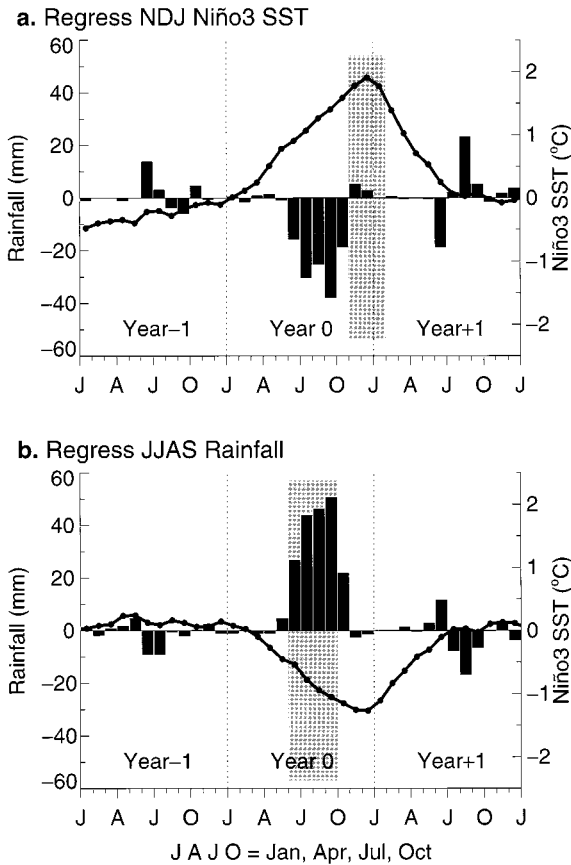 a. Regress NDJ Niño3 SST
60
40
20
0
−20
−40
−60
Rainfall (mm)
2
1
0
−1
−2
Niño3 SST (°C)
Year−1 Year 0 Year+1
J A J O J A J O J A J O J
b. Regress JJAS Rainfall
60
40
20
0
−20
−40
−60
Rainfall (mm)
2
1
0
−1
−2
Niño3 SST (°C)
Year−1 Year 0 Year+1
J A J O J A J O J A J O J
J A J O = Jan, Apr, Jul, Oct